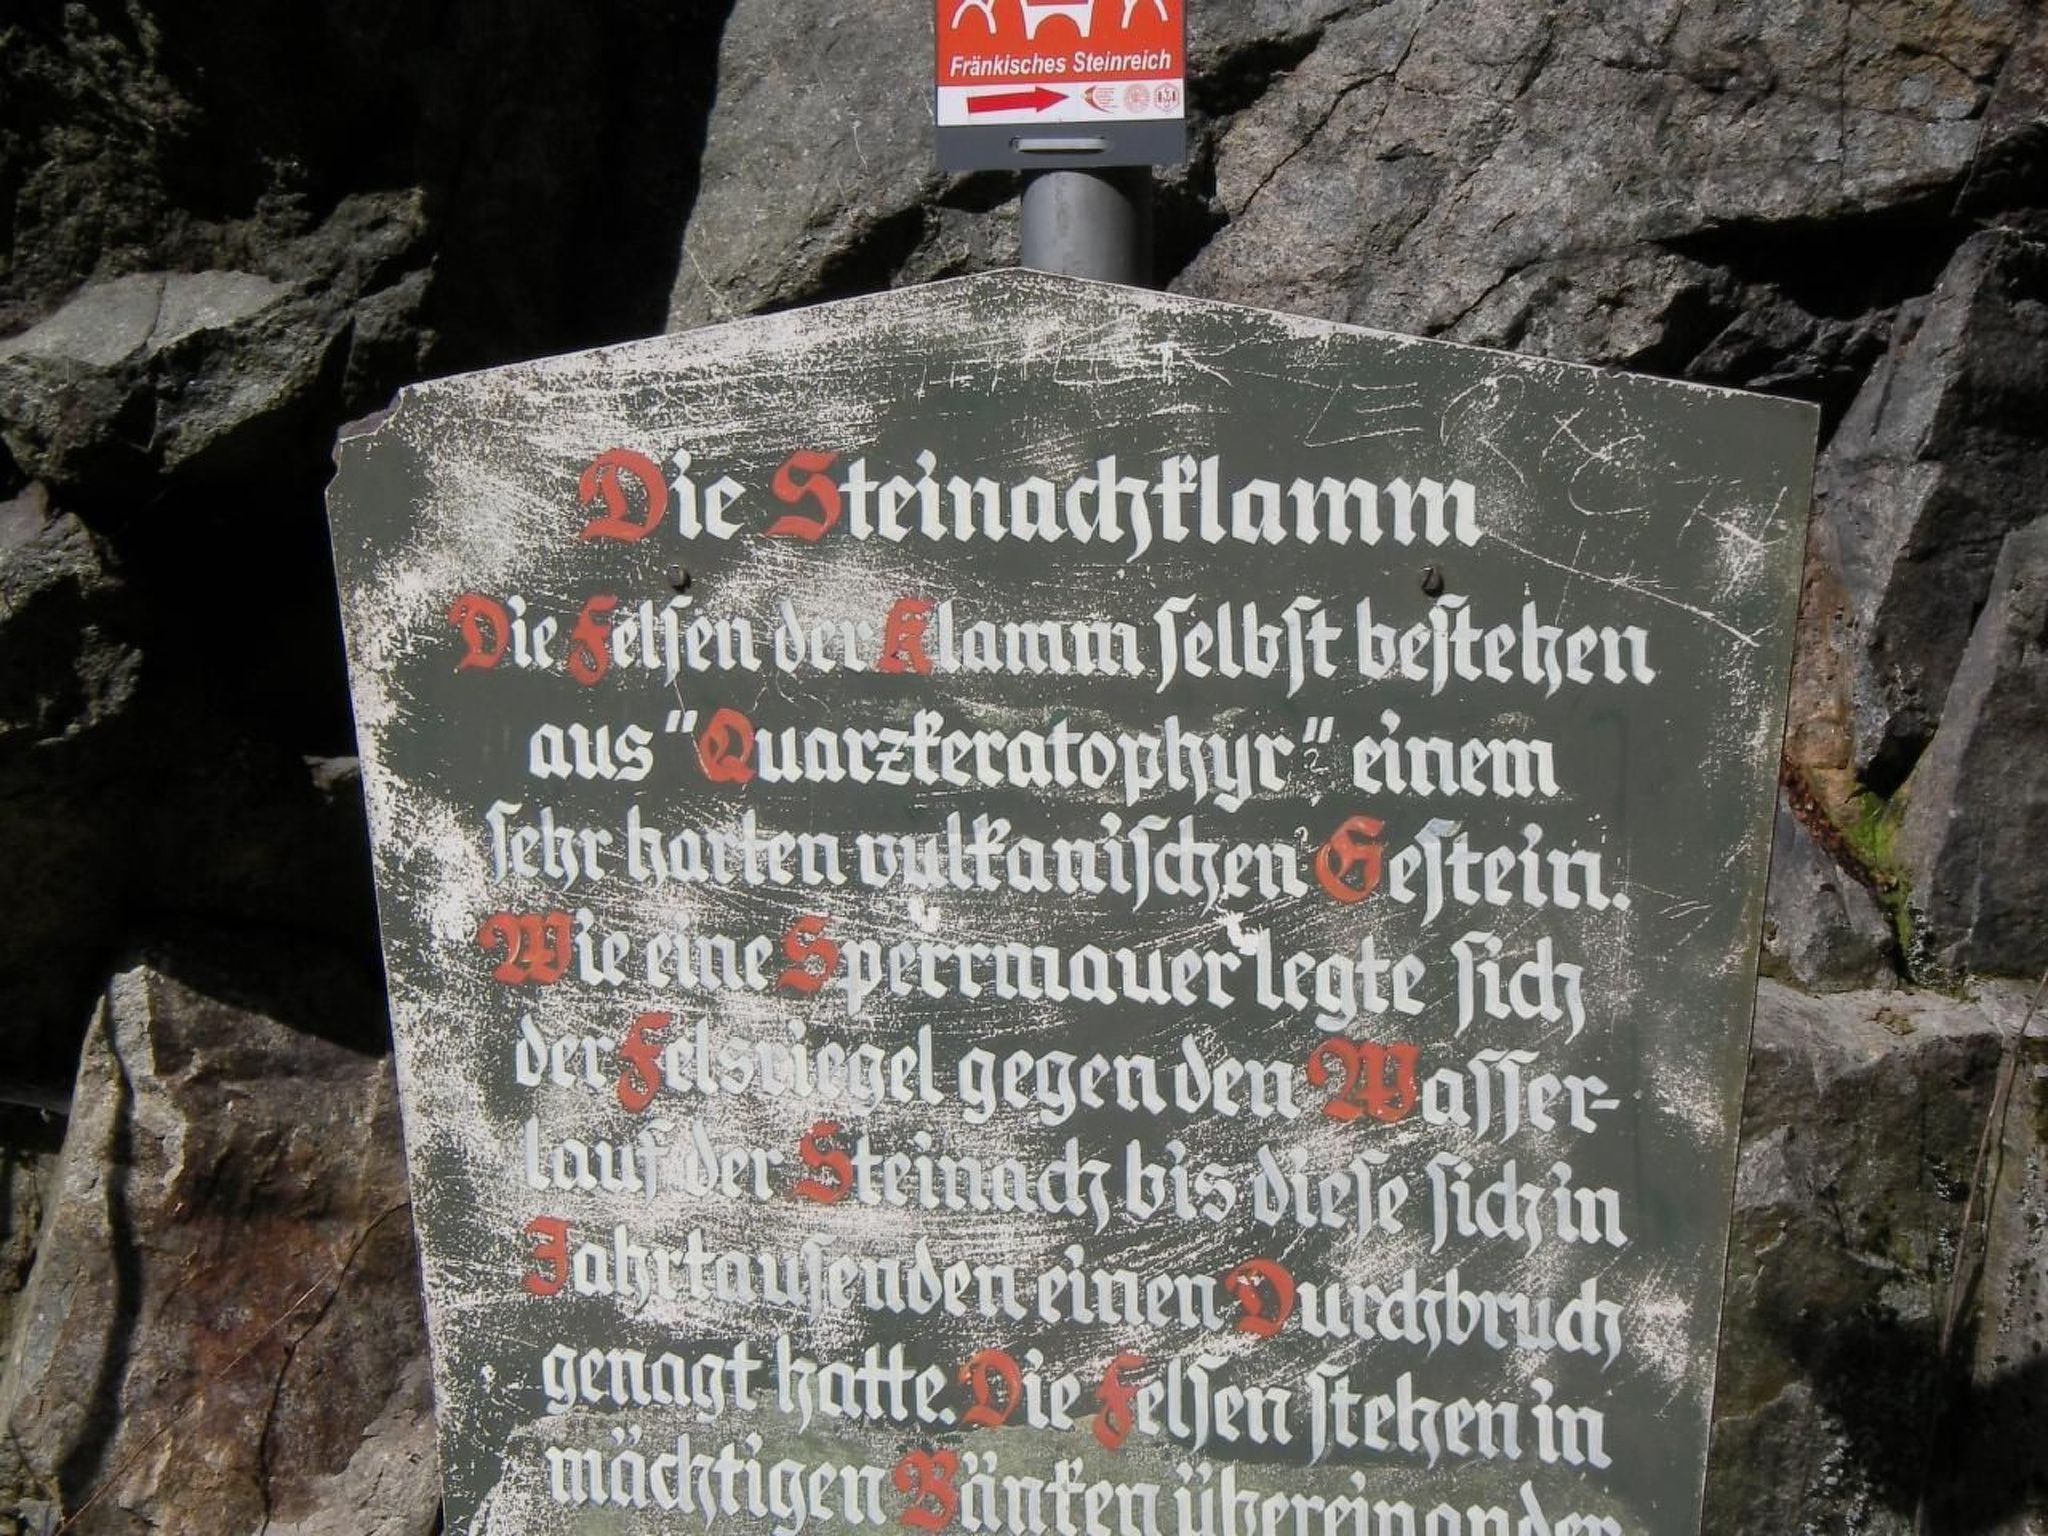 Fränkisches Steinreich
Die Steinachklamm
Die Felsen der Klamm selbst bestehen
aus "Quarzkeratophyr" einem
sehr harten vulkanischen Gestein.
Wie eine Sperrmauer legte sich
der Felsriegel gegen den Wasser-
lauf der Steinach bis diese sich in
Jahrtausenden einen Durchbruch
genagt hatte. Die Felsen stehen in
mächtigen Bänken übereinander